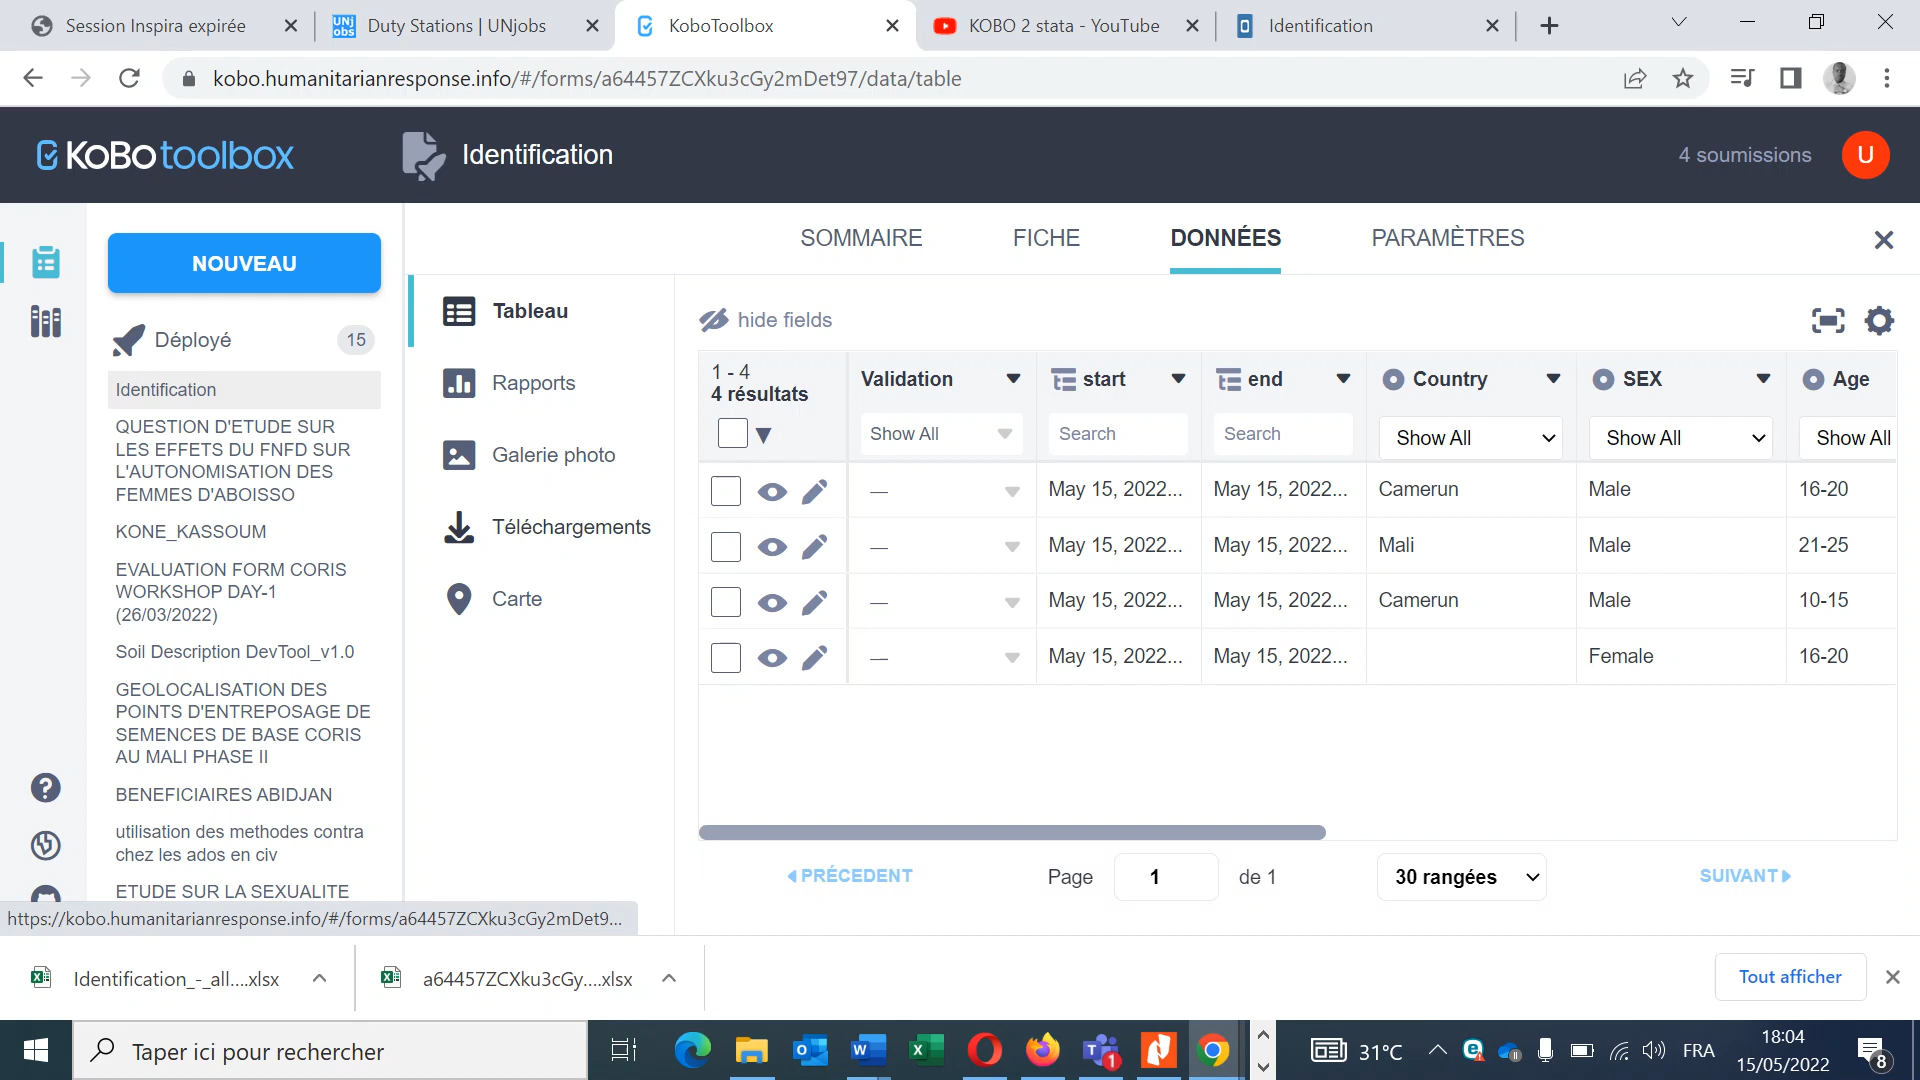 Session Inspira expirée
Duty Stations | UNjobs
KoboToolbox
KOBO 2 stata - YouTube
Identification
kobo.humanitarianresponse.info/#/forms/a64457ZCXku3cGy2mDet97/data/table
KoBo toolbox
Identification
4 soumissions
U
NOUVEAU
Déployé
15
Identification
QUESTION D'ETUDE SUR
LES EFFETS DU FNFD SUR
L'AUTONOMISATION DES
FEMMES D'ABOISSO
KONE_KASSOUM
EVALUATION FORM CORIS
WORKSHOP DAY-1
(26/03/2022)
Soil Description DevTool_v1.0
GEOLOCALISATION DES
POINTS D'ENTREPOSAGE DE
SEMENCES DE BASE CORIS
AU MALI PHASE II
BENEFICIAIRES ABIDJAN
utilisation des methodes contra
chez les ados en civ
ETUDE SUR LA SEXUALITE
SOMMAIRE FICHE DONNÉES PARAMÈTRES
Tableau
Rapports
Galerie photo
Téléchargements
Carte
hide fields
1 - 4
4 résultats
Validation start end Country SEX Age
Show All Search Search Show All Show All Show All
— May 15, 2022... May 15, 2022... Camerun Male 16-20
— May 15, 2022... May 15, 2022... Mali Male 21-25
— May 15, 2022... May 15, 2022... Camerun Male 10-15
— May 15, 2022... May 15, 2022... Female 16-20
PRÉCEDENT Page 1 de 1 30 rangées SUIVANT
https://kobo.humanitarianresponse.info/#/forms/a64457ZCXku3cGy2mDet9...
Identification_-_all....xlsx
a64457ZCXku3cGy....xlsx
Tout afficher
Taper ici pour rechercher
31°C
FRA
18:04
15/05/2022
8